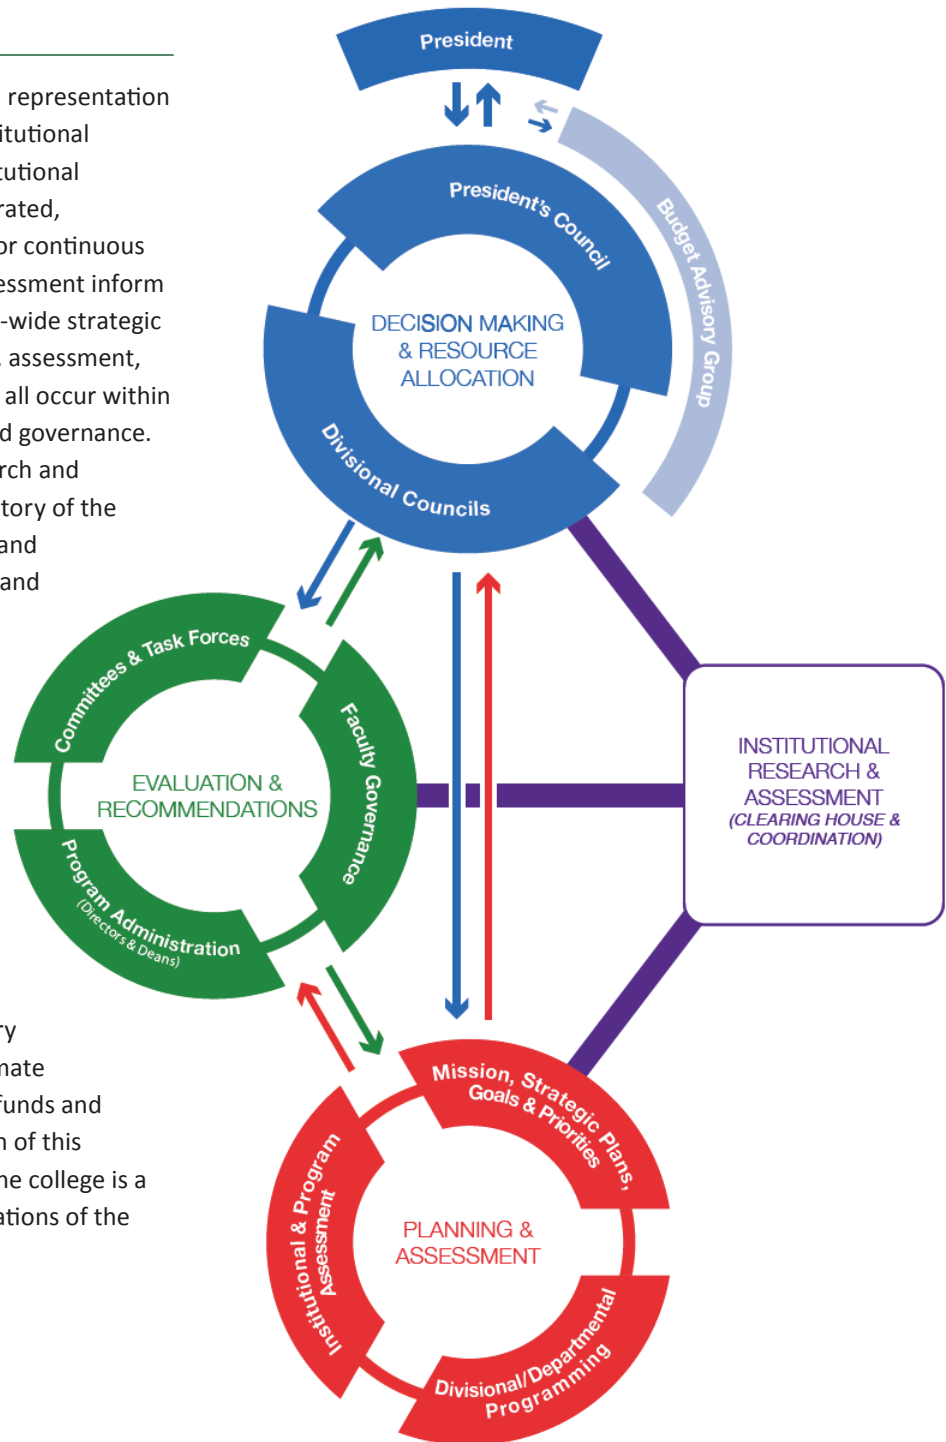 representation
itutional
tutional
rated,
or continuous
essment inform
-wide strategic
assessment,
all occur within
d governance.
rch and
tory of the
and
and
ry
mate
funds and
n of this
ne college is a
ations of the
President
President's Council
Budget Advisory Group
DECISION MAKING
& RESOURCE
ALLOCATION
Divisional Councils
Committees & Task Forces
Faculty Governance
EVALUATION &
RECOMMENDATIONS
Program Administration
(Directors & Deans)
INSTITUTIONAL
RESEARCH &
ASSESSMENT
(CLEARING HOUSE &
COORDINATION)
Mission, Strategic Plans,
Goals & Priorities
Institutional & Program
Assessment
PLANNING &
ASSESSMENT
Divisional/Departmental
Programming